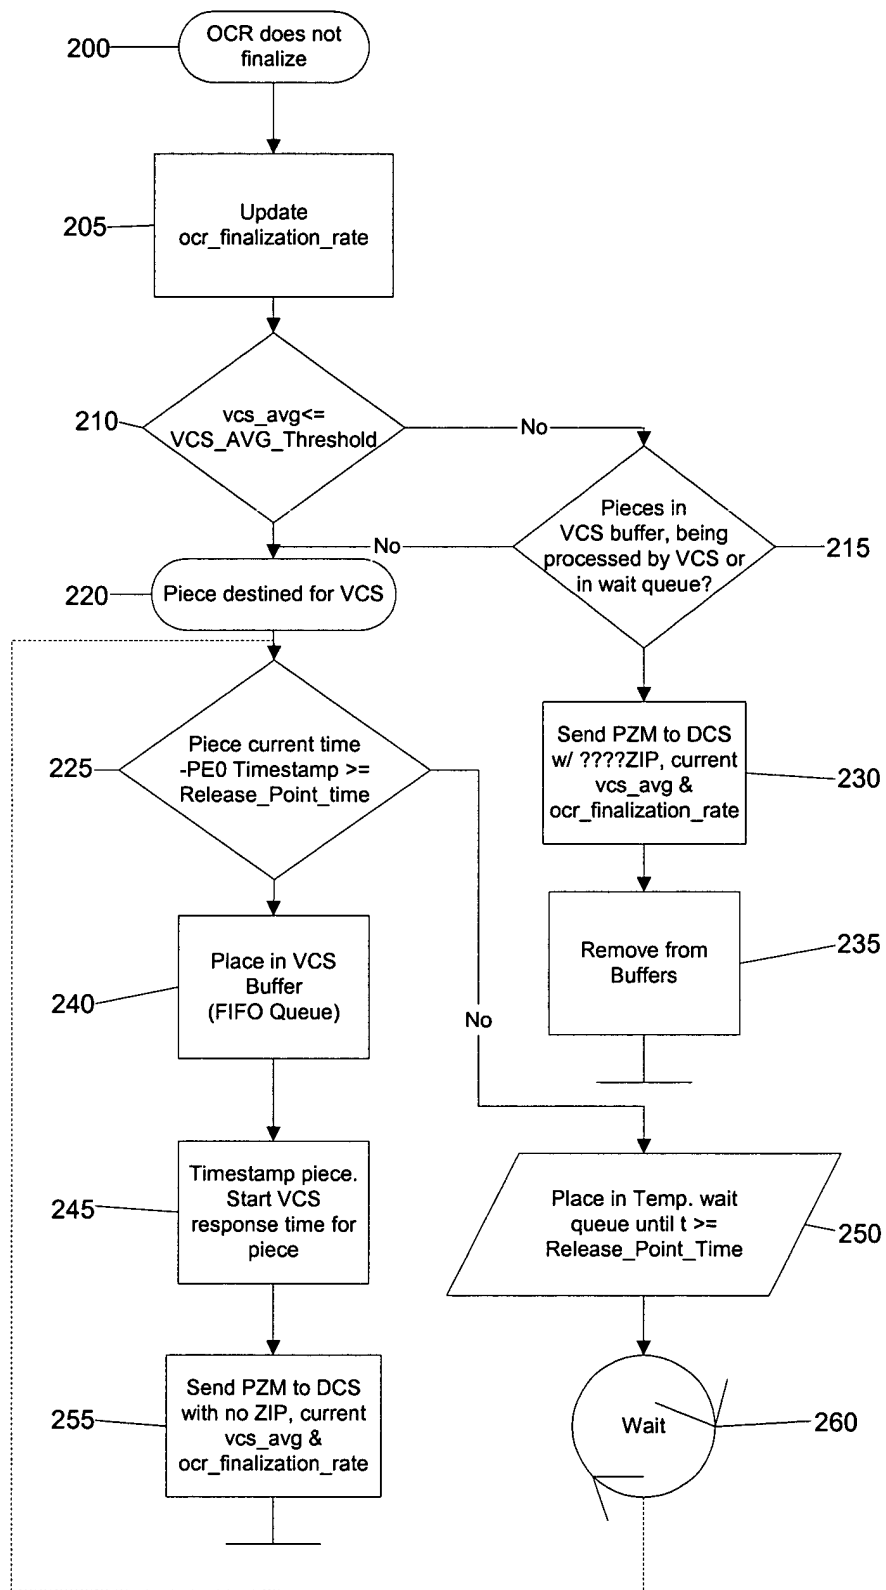 200
OCR does not
finalize
205
Update
ocr_finalization_rate
210
vcs_avg<=
VCS_AVG_Threshold
No
Pieces in
VCS buffer, being
processed by VCS or
in wait queue?
215
No
220
Piece destined for VCS
225
Piece current time
-PE0 Timestamp >=
Release_Point_time
Send PZM to DCS
w/ ????ZIP, current
vcs_avg &
ocr_finalization_rate
230
Remove from
Buffers
235
240
Place in VCS
Buffer
(FIFO Queue)
No
245
Timestamp piece.
Start VCS
response time for
piece
Place in Temp. wait
queue until t >=
Release_Point_Time
250
255
Send PZM to DCS
with no ZIP, current
vcs_avg &
ocr_finalization_rate
Wait
260